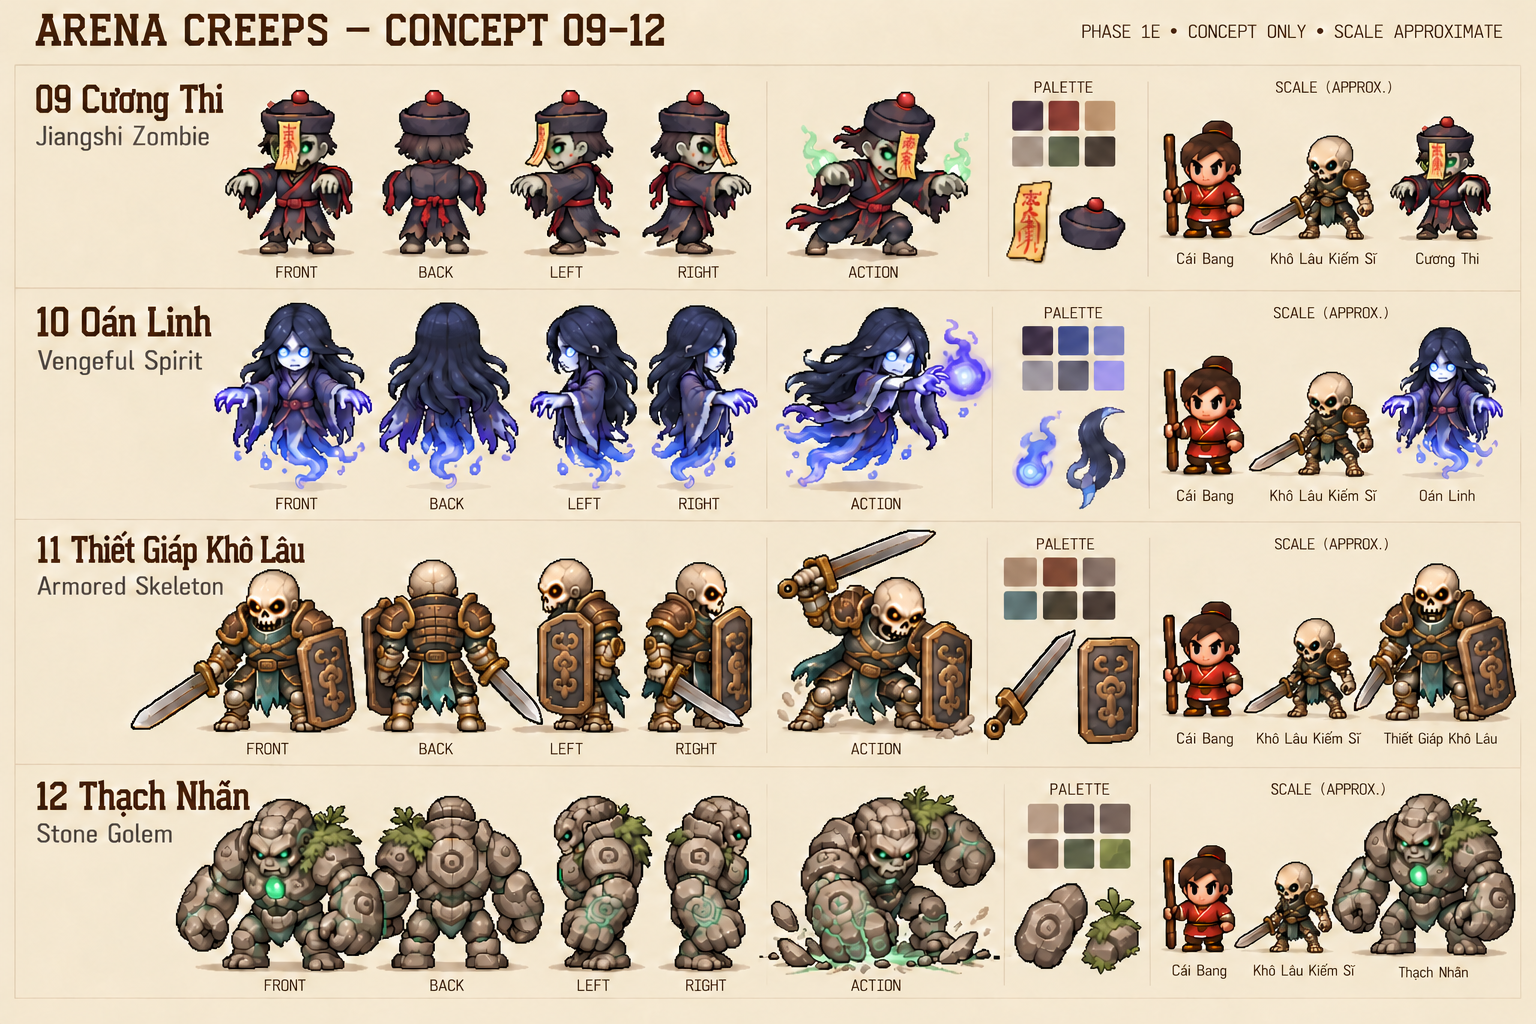 ARENA CREEPS – CONCEPT 09–12
PHASE 1E • CONCEPT ONLY • SCALE APPROXIMATE
09 Cương Thi
Jiangshi Zombie
FRONT
BACK
LEFT
RIGHT
ACTION
PALETTE
SCALE (APPROX.)
Cái Bang
Khô Lâu Kiếm Sĩ
Cương Thi
10 Oán Linh
Vengeful Spirit
FRONT
BACK
LEFT
RIGHT
ACTION
PALETTE
SCALE (APPROX.)
Cái Bang
Khô Lâu Kiếm Sĩ
Oán Linh
11 Thiết Giáp Khô Lâu
Armored Skeleton
FRONT
BACK
LEFT
RIGHT
ACTION
PALETTE
SCALE (APPROX.)
Cái Bang
Khô Lâu Kiếm Sĩ
Thiết Giáp Khô Lâu
12 Thạch Nhãn
Stone Golem
FRONT
BACK
LEFT
RIGHT
ACTION
PALETTE
SCALE (APPROX.)
Cái Bang
Khô Lâu Kiếm Sĩ
Thạch Nhãn